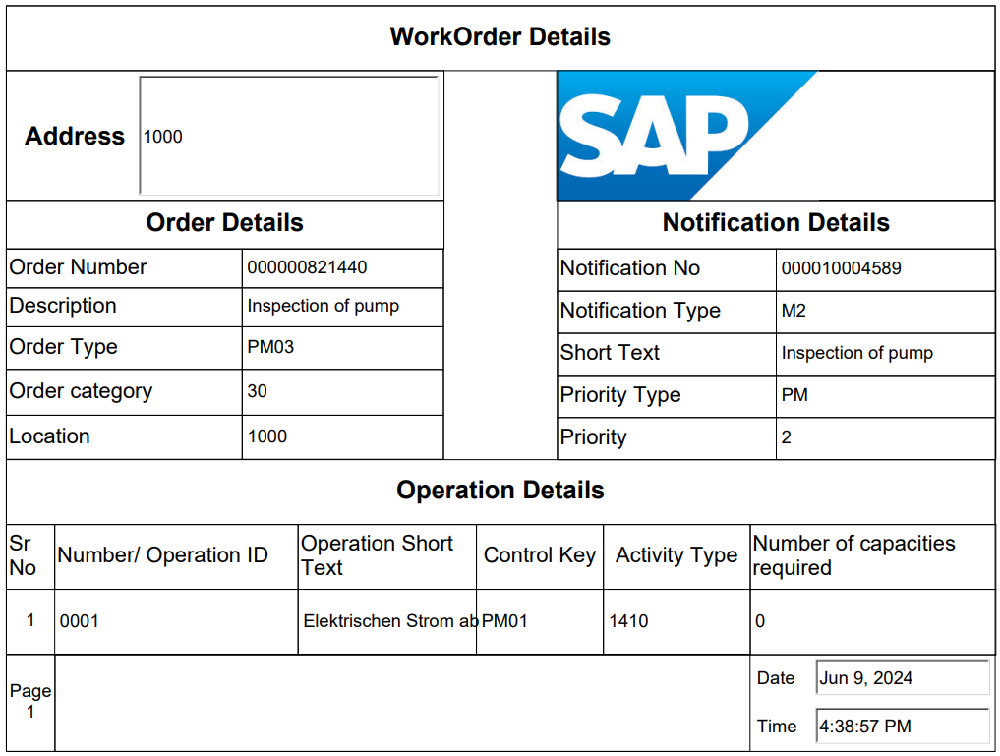 WorkOrder Details
Address 1000
SAP
Order Details
Order Number 000000821440
Description Inspection of pump
Order Type PM03
Order category 30
Location 1000
Notification Details
Notification No 000010004589
Notification Type M2
Short Text Inspection of pump
Priority Type PM
Priority 2
Operation Details
Sr No Number/ Operation ID Operation Short Text Control Key Activity Type Number of capacities required
1 0001 Elektrischen Strom ab PM01 1410 0
Page 1
Date Jun 9, 2024
Time 4:38:57 PM